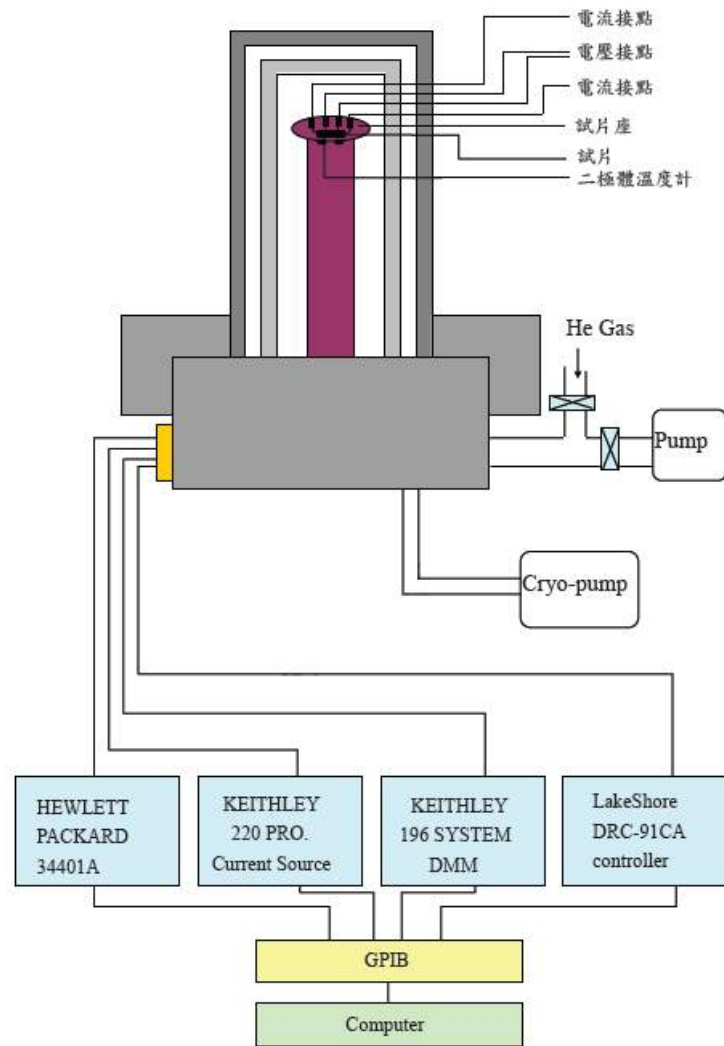 電流接點
電壓接點
電流接點
試片座
試片
二極體溫度計
He Gas
Pump
Cryo-pump
HEWLETT
PACKARD
34401A
KEITHLEY
220 PRO.
Current Source
KEITHLEY
196 SYSTEM
DMM
LakeShore
DRC-91CA
controller
GPIB
Computer